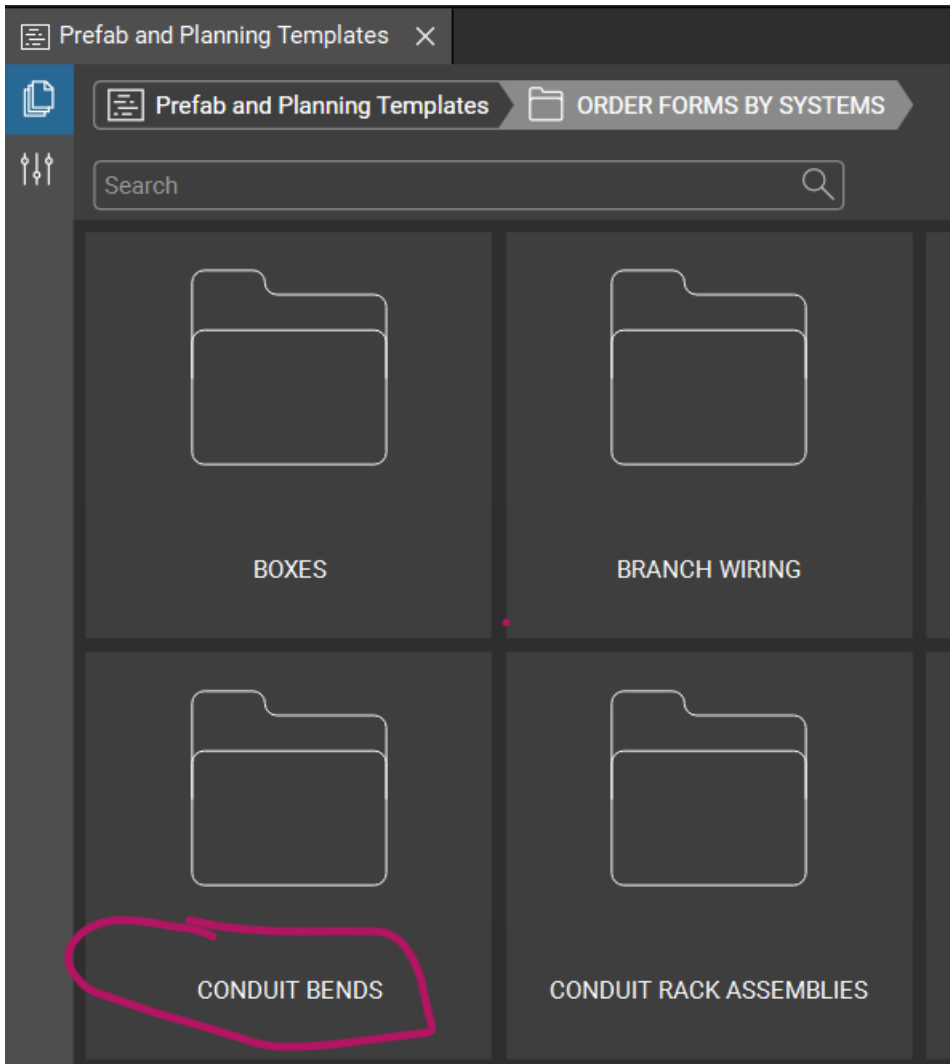 Prefab and Planning Templates
Prefab and Planning Templates ORDER FORMS BY SYSTEMS
Search
BOXES BRANCH WIRING
CONDUIT BENDS CONDUIT RACK ASSEMBLIES